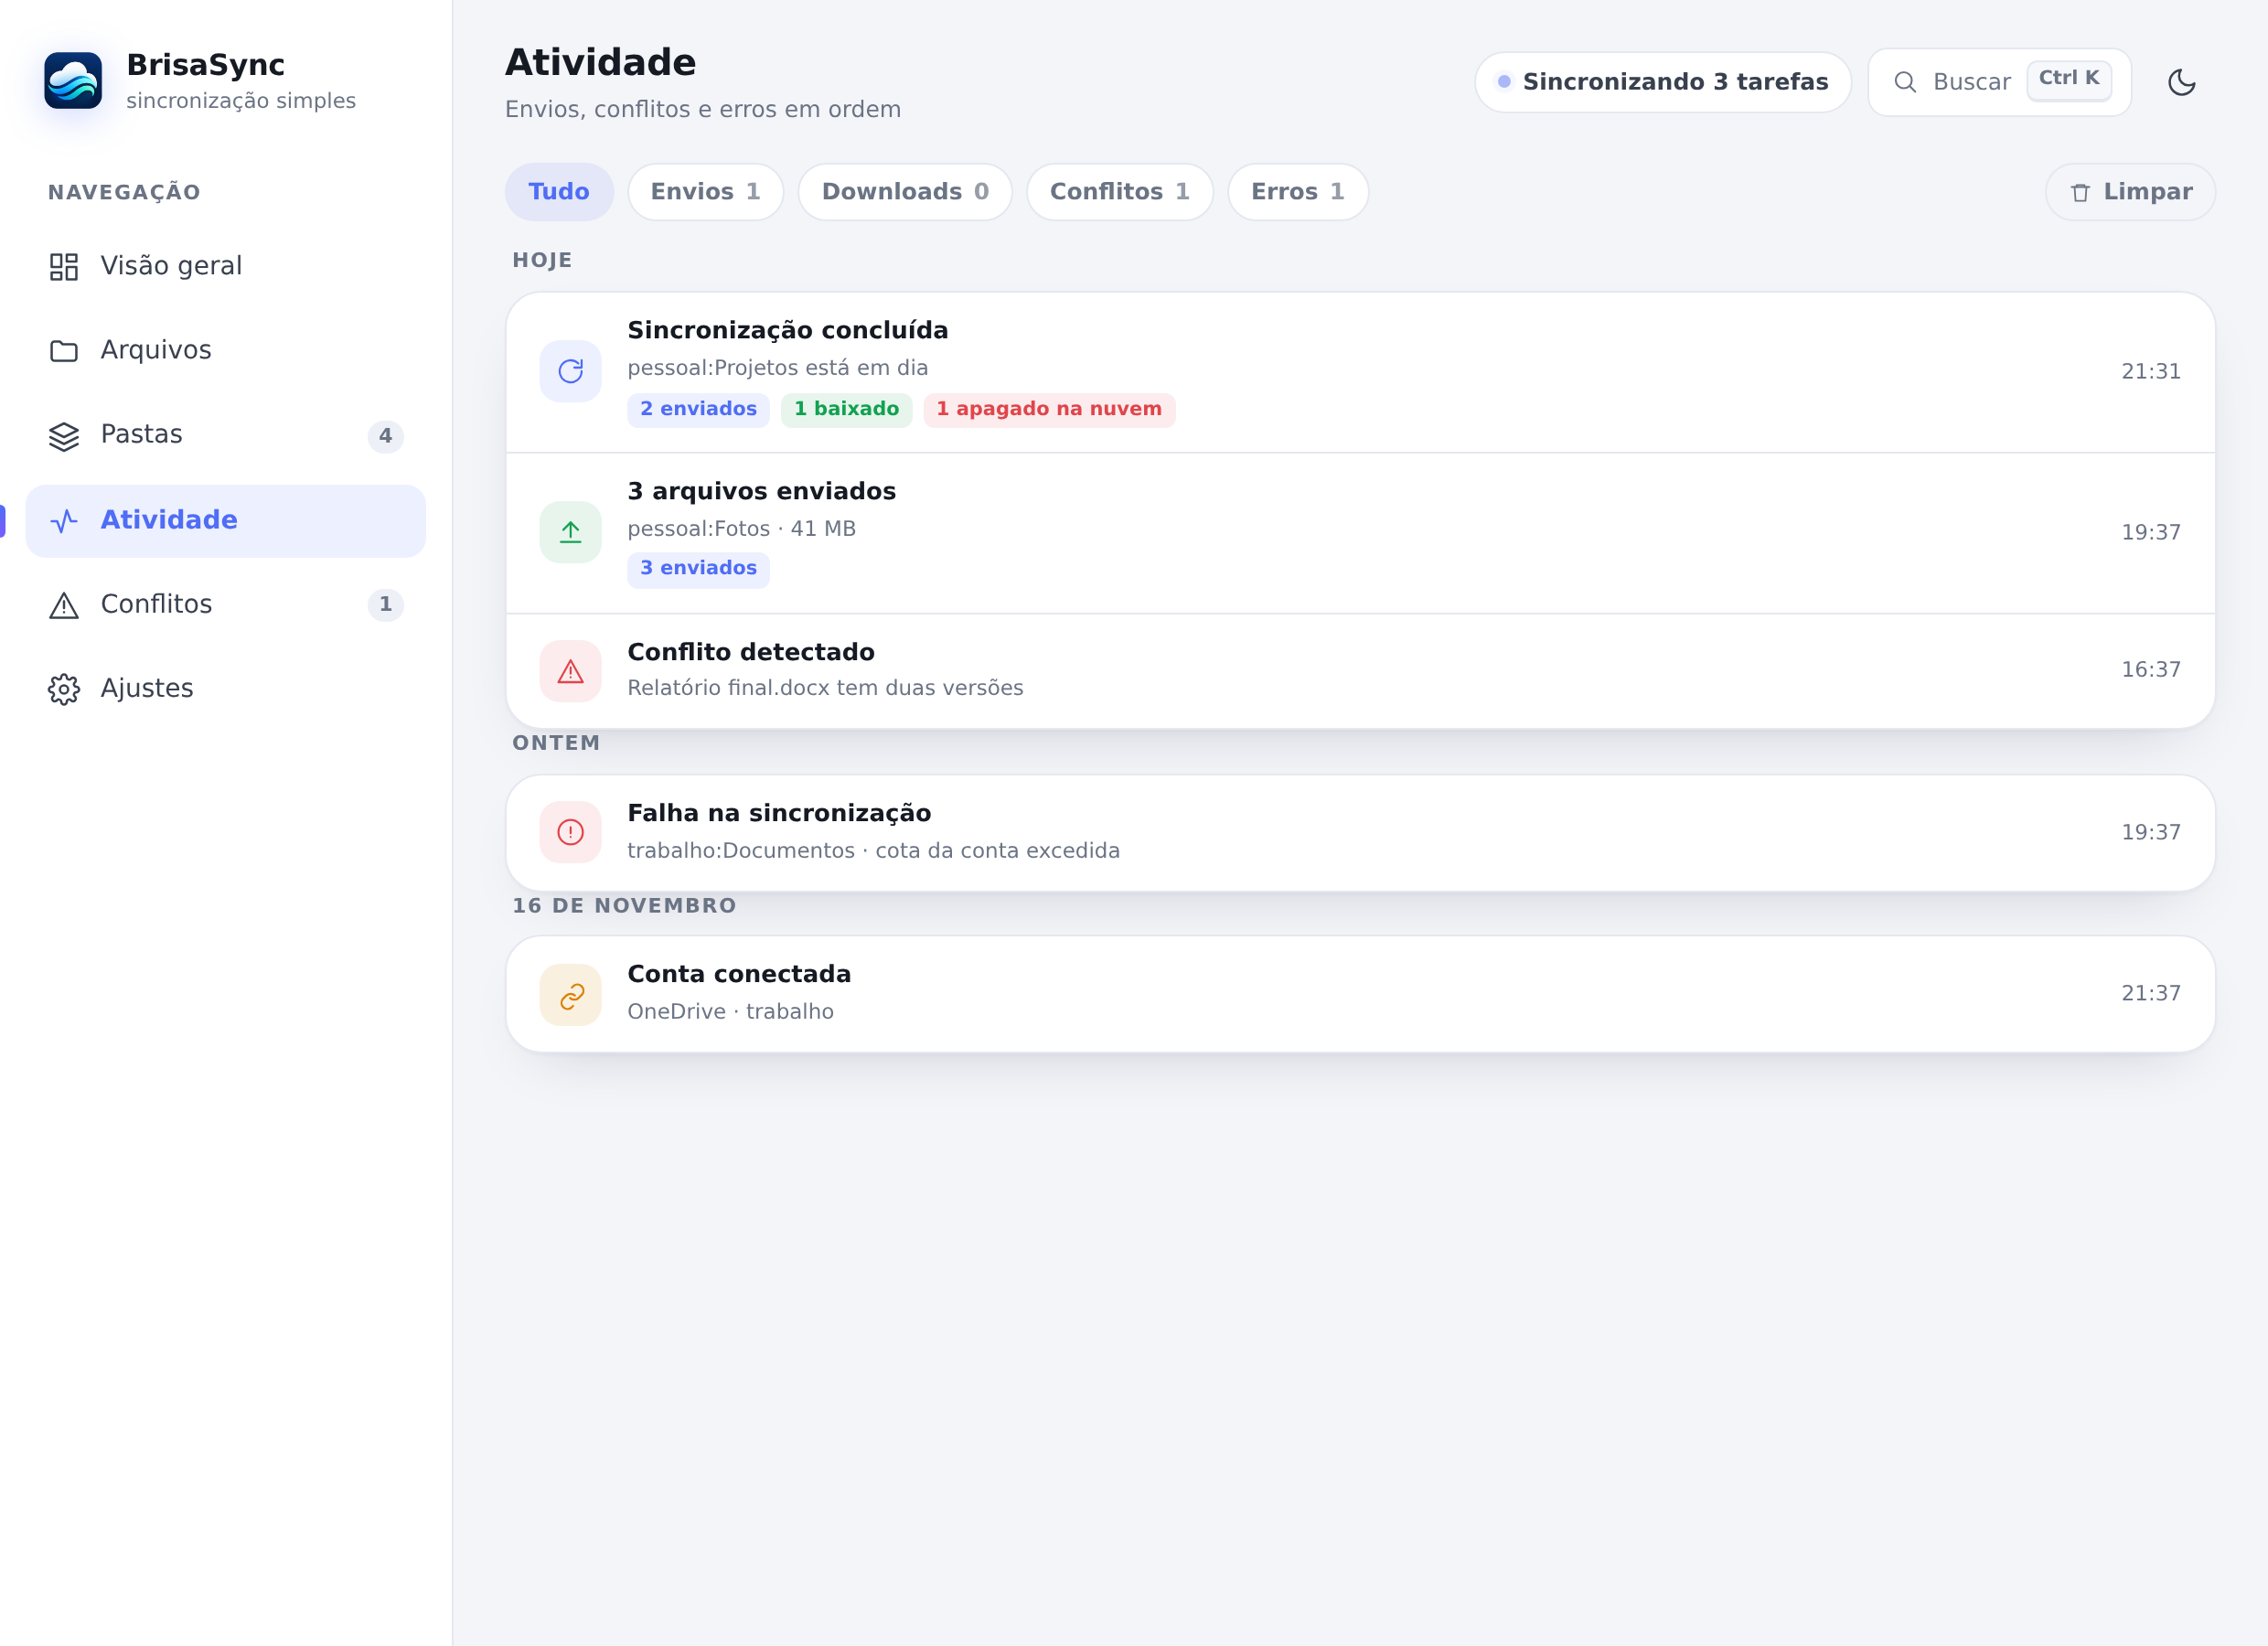 BrisaSync
sincronização simples
NAVEGAÇÃO
Visão geral
Arquivos
Pastas 4
Atividade
Conflitos 1
Ajustes
Atividade
Envios, conflitos e erros em ordem
Sincronizando 3 tarefas
Buscar Ctrl K
Tudo Envios 1 Downloads 0 Conflitos 1 Erros 1 Limpar
HOJE
Sincronização concluída
pessoal:Projetos está em dia
2 enviados 1 baixado 1 apagado na nuvem
21:31
3 arquivos enviados
pessoal:Fotos · 41 MB
3 enviados
19:37
Conflito detectado
Relatório final.docx tem duas versões
16:37
ONTEM
Falha na sincronização
trabalho:Documentos · cota da conta excedida
19:37
16 DE NOVEMBRO
Conta conectada
OneDrive · trabalho
21:37